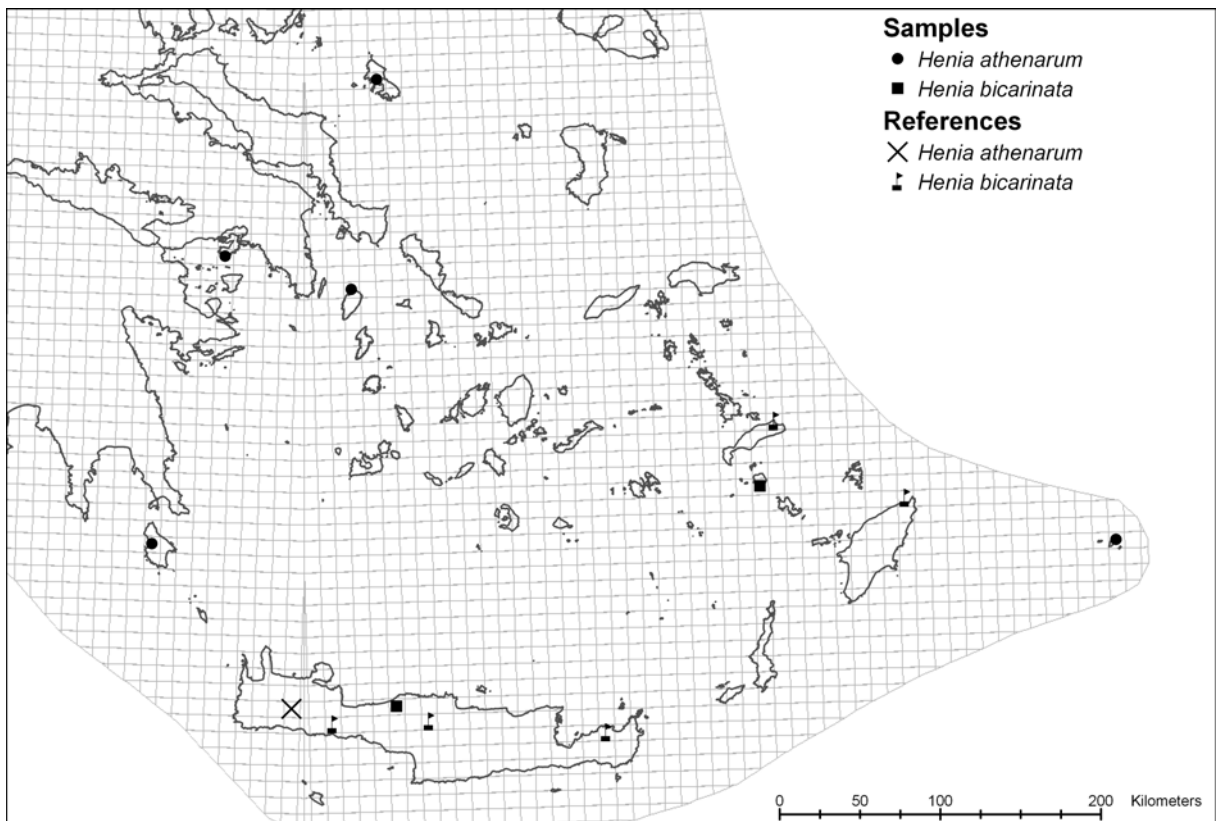 Samples
Henia athenarum
Henia bicarinata
References
Henia athenarum
Henia bicarinata
0 50 100 200 Kilometers